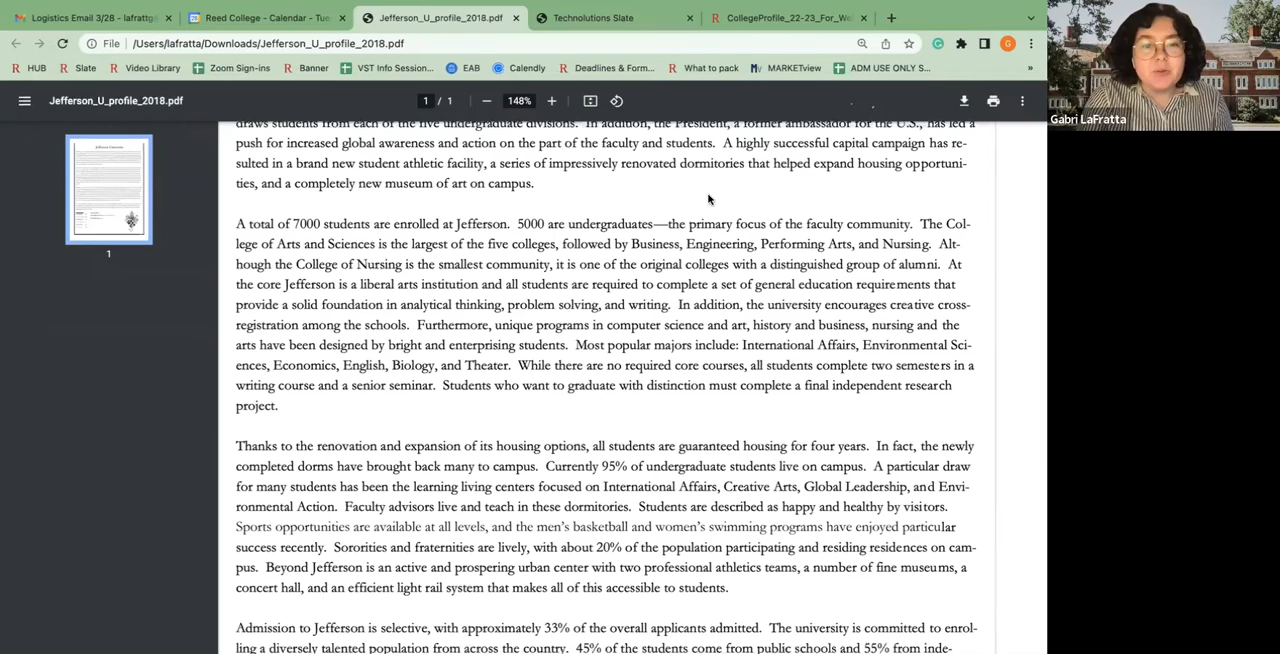 Logistics Email 3/28 - lafrattg
Reed College - Calendar - Tue
Jefferson_U_profile_2018.pdf
Technolutions Slate
CollegeProfile_22-23_For_We
File
/Users/lafratta/Downloads/Jefferson_U_profile_2018.pdf
G
HUB
Slate
Video Library
Zoom Sign-ins
Banner
VST Info Session...
IAB
Calendly
Deadlines & Form...
What to pack
MARKETview
ADM USE ONLY S...
»
Gabri LaFratta
Jefferson_U_profile_2018.pdf
1 / 1
148%
1
push for increased global awareness and action on the part of the faculty and students. A highly successful capital campaign has re-
sulted in a brand new student athletic facility, a series of impressively renovated dormitories that helped expand housing opportuni-
ties, and a completely new museum of art on campus.
A total of 7000 students are enrolled at Jefferson. 5000 are undergraduates—the primary focus of the faculty community. The Col-
lege of Arts and Sciences is the largest of the five colleges, followed by Business, Engineering, Performing Arts, and Nursing. Alt-
hough the College of Nursing is the smallest community, it is one of the original colleges with a distinguished group of alumni. At
the core Jefferson is a liberal arts institution and all students are required to complete a set of general education requirements that
provide a solid foundation in analytical thinking, problem solving, and writing. In addition, the university encourages creative cross-
registration among the schools. Furthermore, unique programs in computer science and art, history and business, nursing and the
arts have been designed by bright and enterprising students. Most popular majors include: International Affairs, Environmental Sci-
ences, Economics, English, Biology, and Theater. While there are no required core courses, all students complete two semesters in a
writing course and a senior seminar. Students who want to graduate with distinction must complete a final independent research
project.
Thanks to the renovation and expansion of its housing options, all students are guaranteed housing for four years. In fact, the newly
completed dorms have brought back many to campus. Currently 95% of undergraduate students live on campus. A particular draw
for many students has been the learning living centers focused on International Affairs, Creative Arts, Global Leadership, and Envi-
ronmental Action. Faculty advisors live and teach in these dormitories. Students are described as happy and healthy by visitors.
Sports opportunities are available at all levels, and the men's basketball and women's swimming programs have enjoyed particular
success recently. Sororities and fraternities are lively, with about 20% of the population participating and residing residences on cam-
pus. Beyond Jefferson is an active and prospering urban center with two professional athletics teams, a number of fine museums, a
concert hall, and an efficient light rail system that makes all of this accessible to students.
Admission to Jefferson is selective, with approximately 33% of the overall applicants admitted. The university is committed to enrol-
ling a diversely talented population from across the country. 45% of the students come from public schools and 55% from inde-